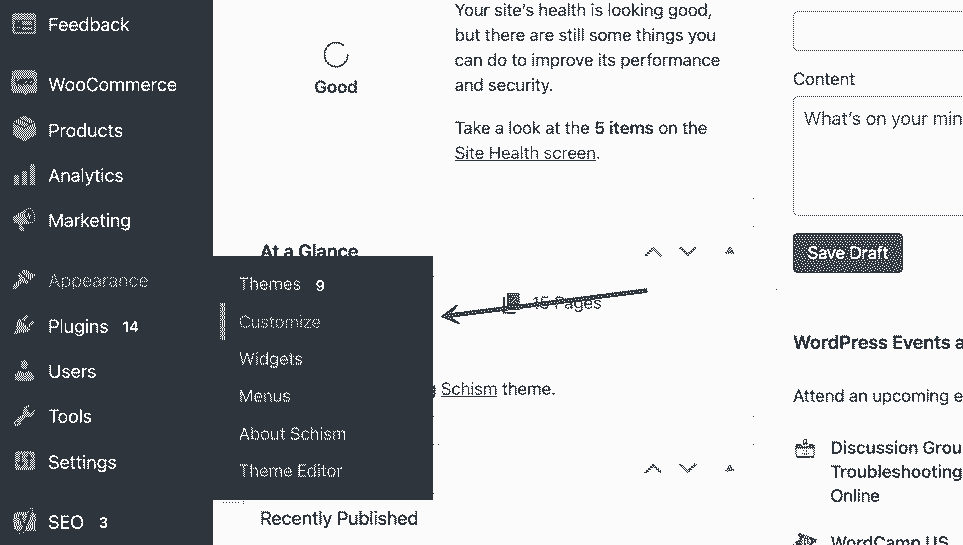 Feedback
WooCommerce
Products
Analytics
Marketing
Appearance
Plugins 14
Users
Tools
Settings
SEO 3
Themes 9
Customize
Widgets
Menus
About Schism
Theme Editor
Good
Your site's health is looking good,
but there are still some things you
can do to improve its performance
and security.
Take a look at the 5 items on the
Site Health screen.
At a Glance
15 Pages
Schism theme.
Recently Published
Content
What's on your min
Save Draft
WordPress Events a
Attend an upcoming e
Discussion Grou
Troubleshooting
Online
WordCamp US